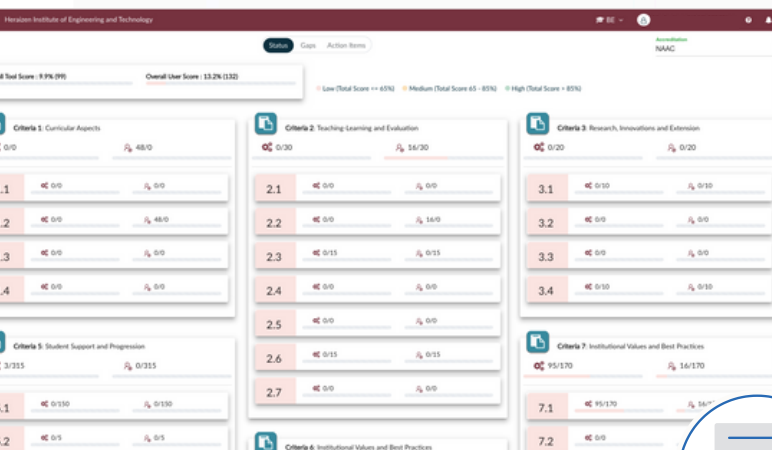 Heraizen Institute of Engineering and Technology
BE
Status Gaps Action Items
Accreditation
NAAC
Tool Score : 9.9% (99)
Overall User Score : 13.2% (132)
Low (Total Score <= 65%) Medium (Total Score 65 - 85%) High (Total Score > 85%)
Criteria 1: Curricular Aspects
0/0 48/0
.1 0/0 0/0
.2 0/0 48/0
.3 0/0 0/0
.4 0/0 0/0
Criteria 2: Teaching-Learning and Evaluation
0/30 16/30
2.1 0/0 0/0
2.2 0/0 16/0
2.3 0/15 0/15
2.4 0/0 0/0
2.5 0/0 0/0
2.6 0/15 0/15
2.7 0/0 0/0
Criteria 3: Research, Innovations and Extension
0/20 0/20
3.1 0/10 0/10
3.2 0/0 0/0
3.3 0/0 0/0
3.4 0/10 0/10
Criteria 5: Student Support and Progression
3/315 0/315
.1 0/150 0/150
.2 0/5 0/5
Criteria 6: Institutional Values and Best Practices
Criteria 7: Institutional Values and Best Practices
95/170 16/170
7.1 95/170
7.2 0/0